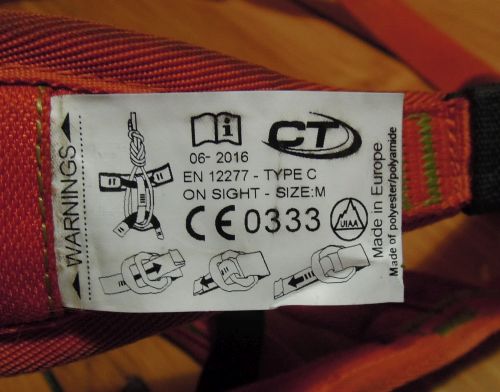 WARNINGS
i
CT
06- 2016
EN 12277 - TYPE C
ON SIGHT - SIZE:M
CE 0333
UIAA
Made in Europe
Made of polyester/polyamide